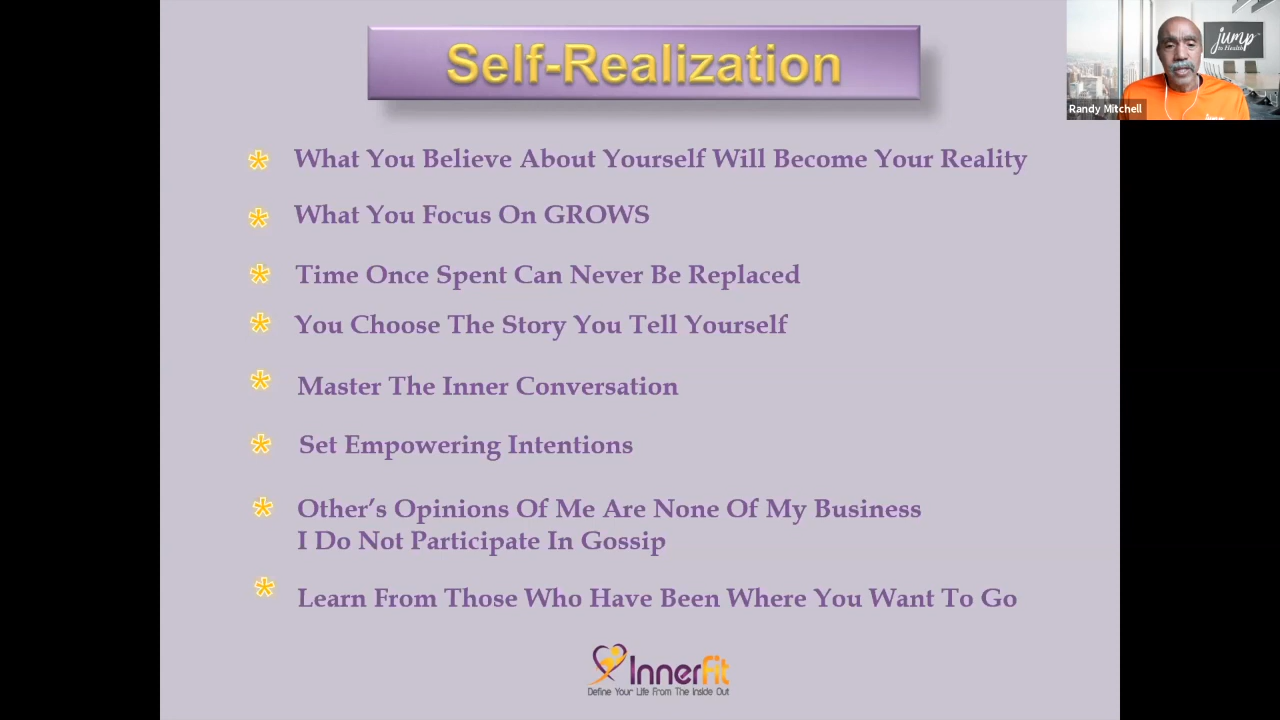 Self-Realization
jump
to Health
Randy Mitchell
* What You Believe About Yourself Will Become Your Reality
* What You Focus On GROWS
* Time Once Spent Can Never Be Replaced
* You Choose The Story You Tell Yourself
* Master The Inner Conversation
* Set Empowering Intentions
* Other’s Opinions Of Me Are None Of My Business
I Do Not Participate In Gossip
* Learn From Those Who Have Been Where You Want To Go
InnerFit
Define Your Life From The Inside Out